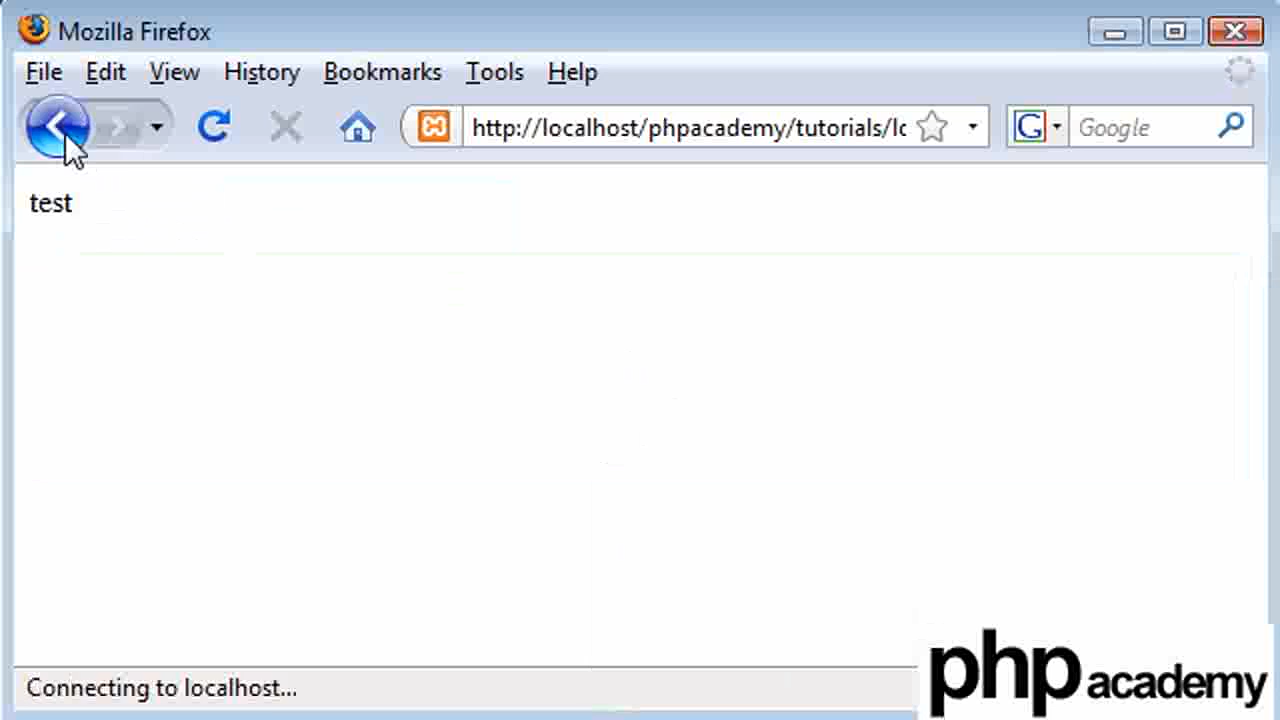 Mozilla Firefox
File Edit View History Bookmarks Tools Help
http://localhost/phpacademy/tutorials/lo Google
test
Connecting to localhost...
php academy